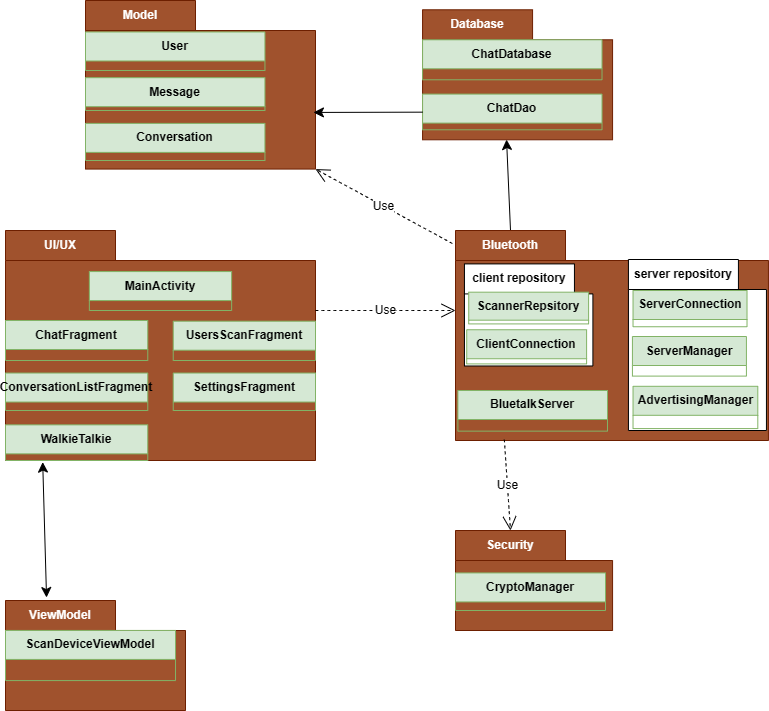 Model
User
Message
Conversation
Database
ChatDatabase
ChatDao
Use
UI/UX
MainActivity
ChatFragment
UsersScanFragment
ConversationListFragment
SettingsFragment
WalkieTalkie
Use
Bluetooth
client repository
ScannerRepsitory
ClientConnection
server repository
ServerConnection
ServerManager
AdvertisingManager
BluetalkServer
Use
Security
CryptoManager
ViewModel
ScanDeviceViewModel